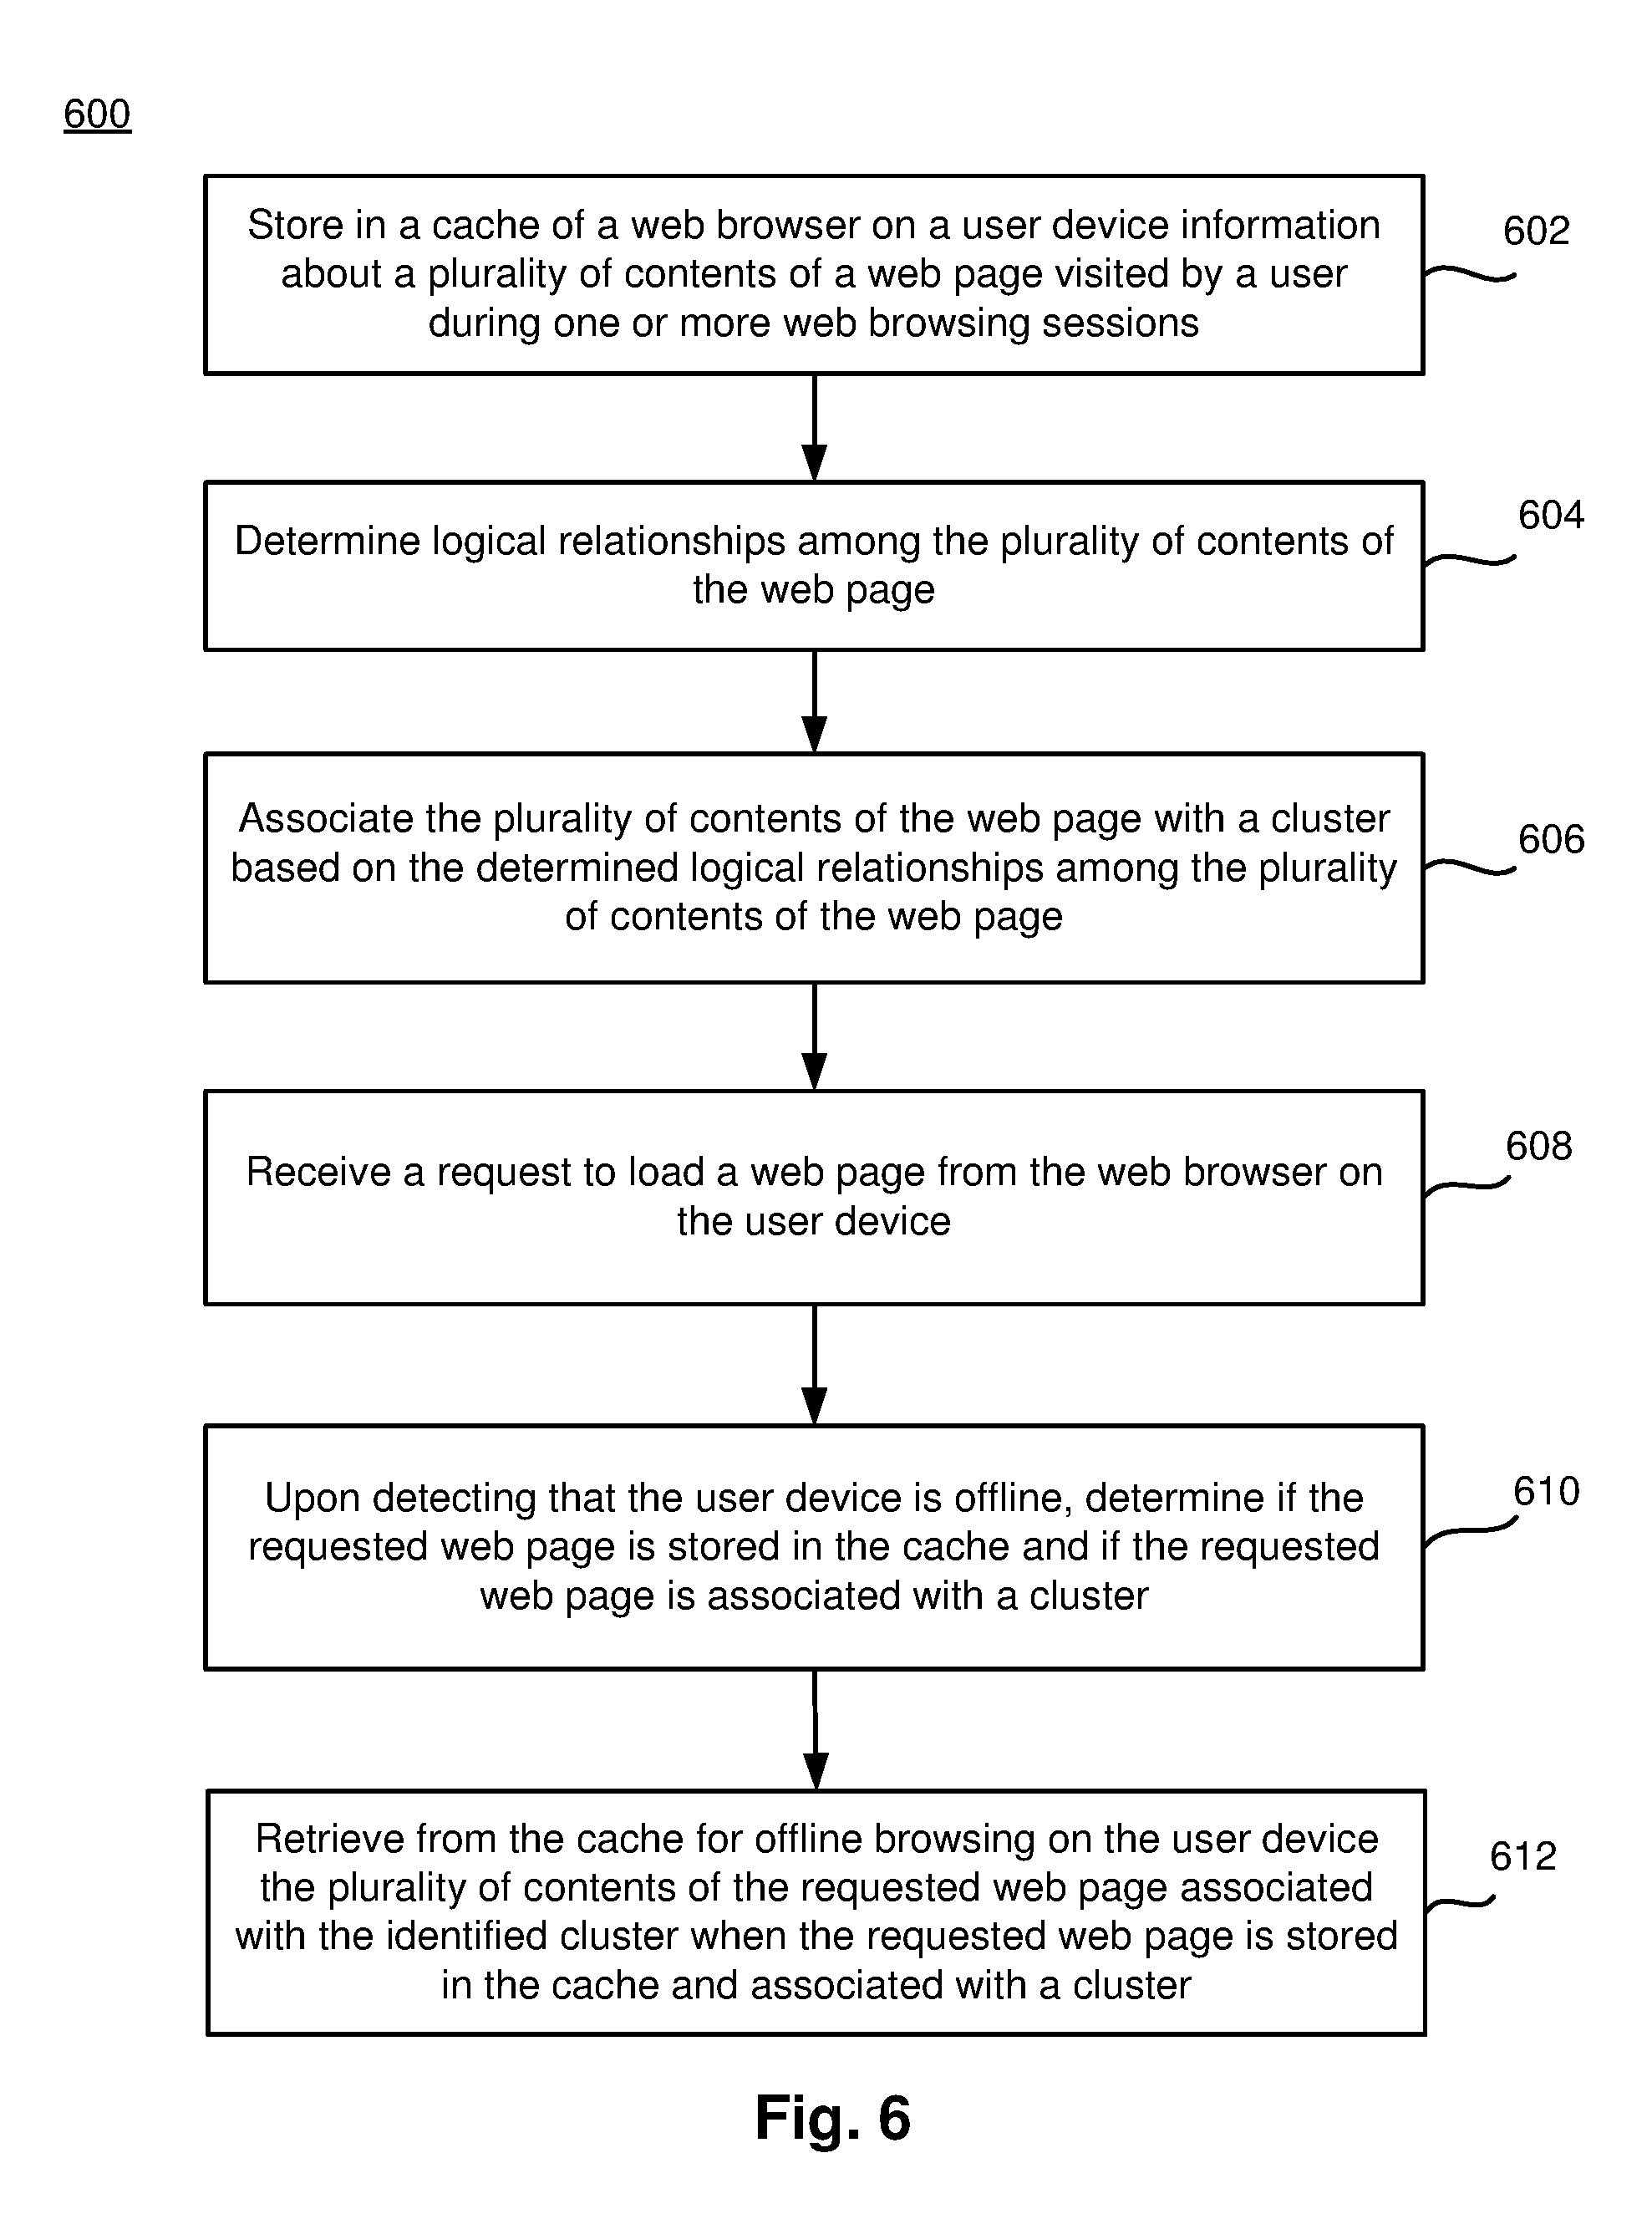 600
Store in a cache of a web browser on a user device information
about a plurality of contents of a web page visited by a user
during one or more web browsing sessions
602
Determine logical relationships among the plurality of contents of
the web page
604
Associate the plurality of contents of the web page with a cluster
based on the determined logical relationships among the plurality
of contents of the web page
606
Receive a request to load a web page from the web browser on
the user device
608
Upon detecting that the user device is offline, determine if the
requested web page is stored in the cache and if the requested
web page is associated with a cluster
610
Retrieve from the cache for offline browsing on the user device
the plurality of contents of the requested web page associated
with the identified cluster when the requested web page is stored
in the cache and associated with a cluster
612
Fig. 6